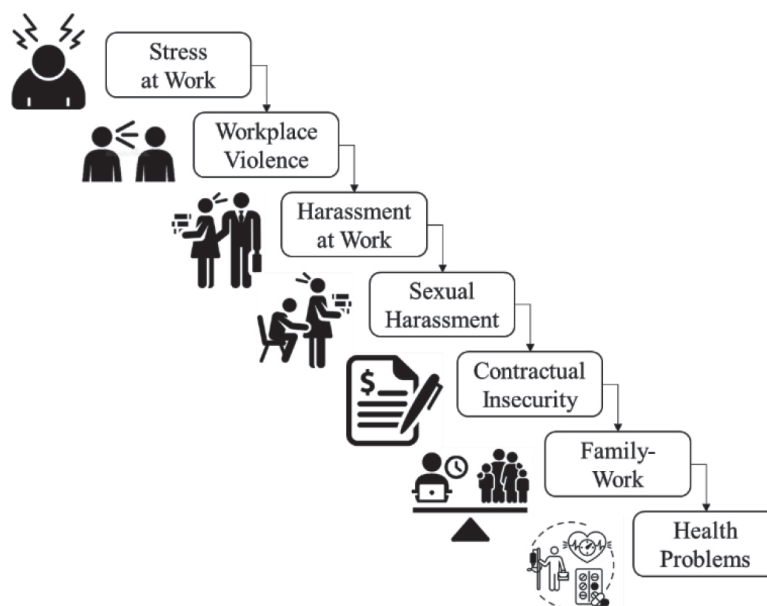 Stress
at Work
Workplace
Violence
Harassment
at Work
Sexual
Harassment
$
Contractual
Insecurity
Family-
Work
Health
Problems